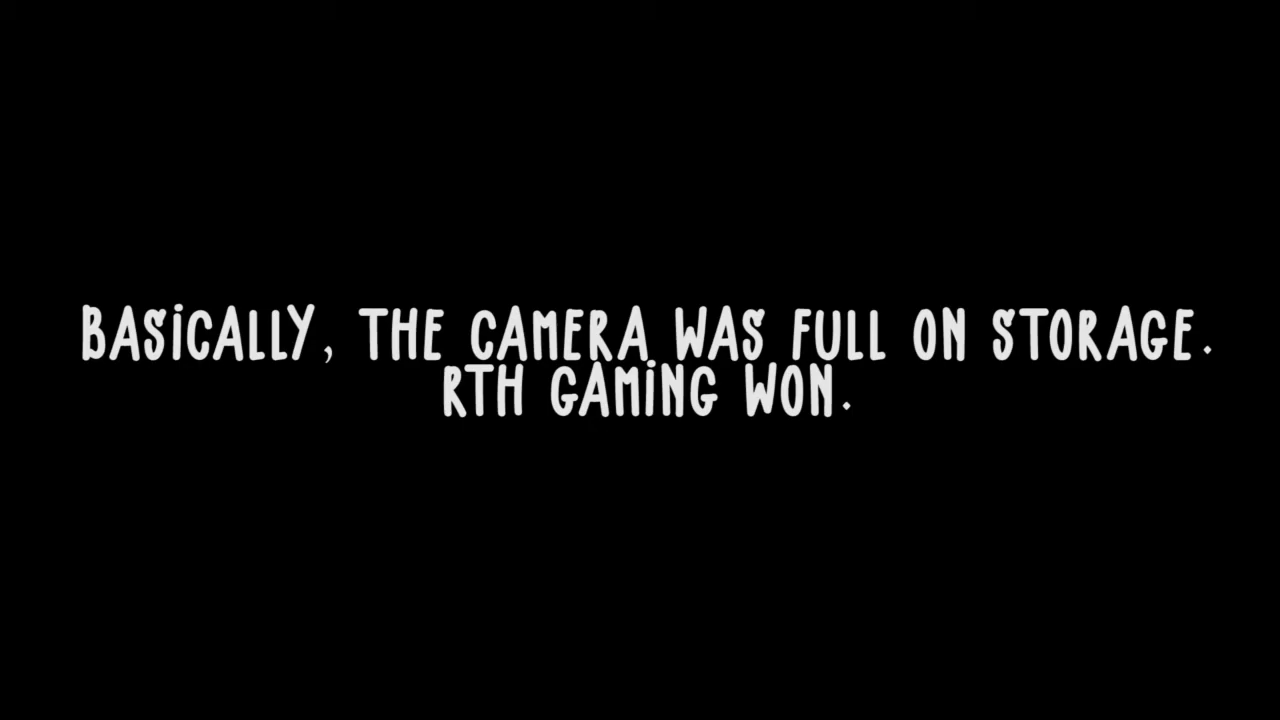 BASiCALLY, THE CAMERA WAS FULL ON STORAGE.
RTH GAMiNG WON.